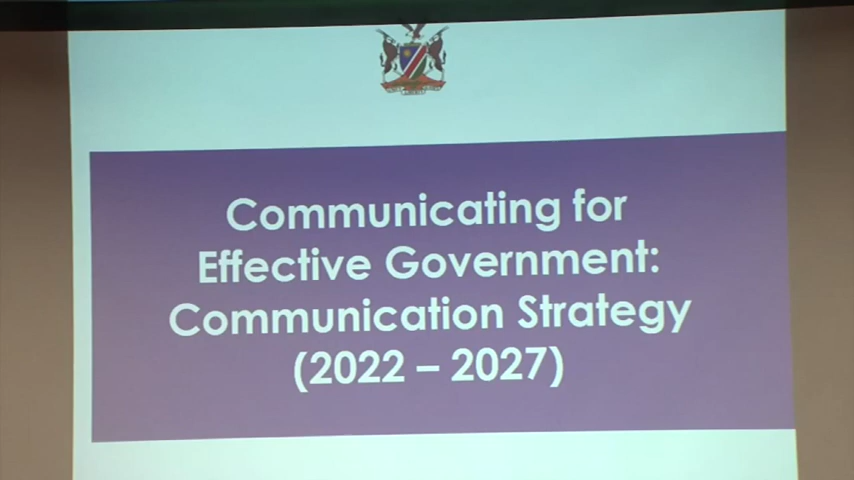 Communicating for
Effective Government:
Communication Strategy
(2022 – 2027)